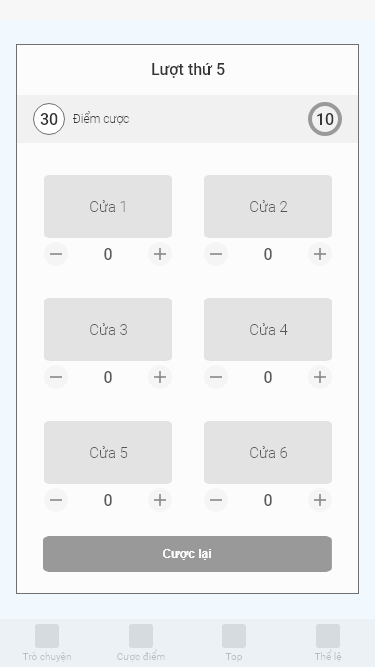 Lượt thứ 5
30 Điểm cược 10
Cửa 1 Cửa 2
0 0
Cửa 3 Cửa 4
0 0
Cửa 5 Cửa 6
0 0
Cược lại
Trò chuyện Cược điểm Top Thể lệ